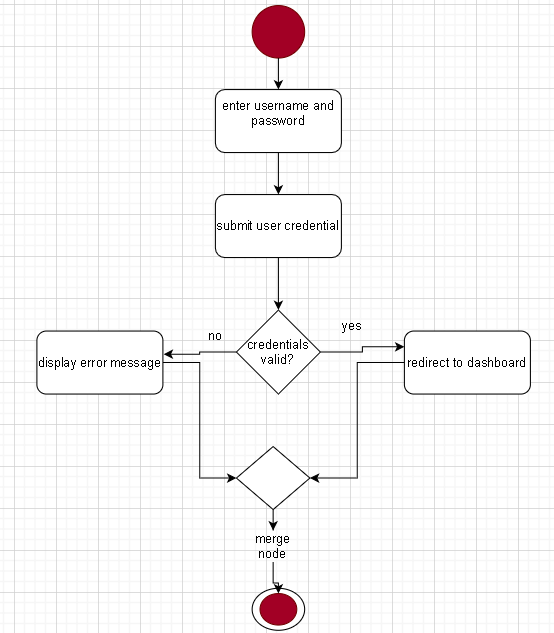 enter username and
password
submit user credential
no
yes
credentials
valid?
display error message
redirect to dashboard
merge
node